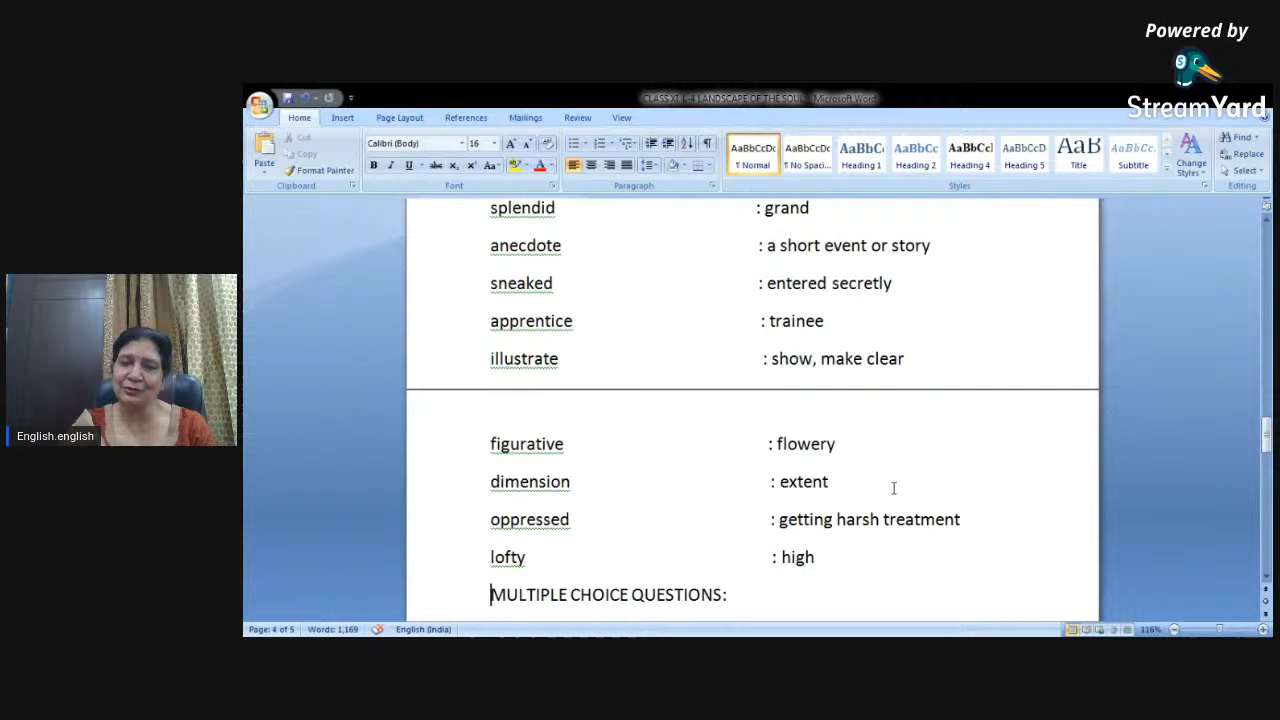 Powered by
StreamYard
CLASS XI L-4 LANDSCAPE OF THE SOUL - Microsoft Word
Home Insert Page Layout References Mailings Review View
Paste
Cut
Copy
Format Painter
Clipboard
Calibri (Body) 16
Font
Paragraph
AaBbCcDc AaBbCcDc AaBbC AaBbCc AaBbCc AaBbCcD AaB AaBbCc.
¶ Normal ¶ No Spaci... Heading 1 Heading 2 Heading 4 Heading 5 Title Subtitle
Change Styles
Styles
Find
Replace
Select
Editing
splendid : grand
anecdote : a short event or story
sneaked : entered secretly
apprentice : trainee
illustrate : show, make clear
figurative : flowery
dimension : extent
oppressed : getting harsh treatment
lofty : high
MULTIPLE CHOICE QUESTIONS:
English.english
Page: 4 of 5 Words: 1,169 English (India) 116%